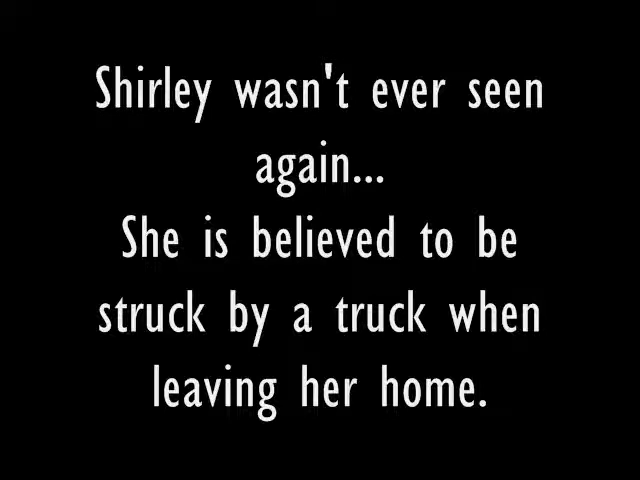 Shirley wasn't ever seen
again...
She is believed to be
struck by a truck when
leaving her home.